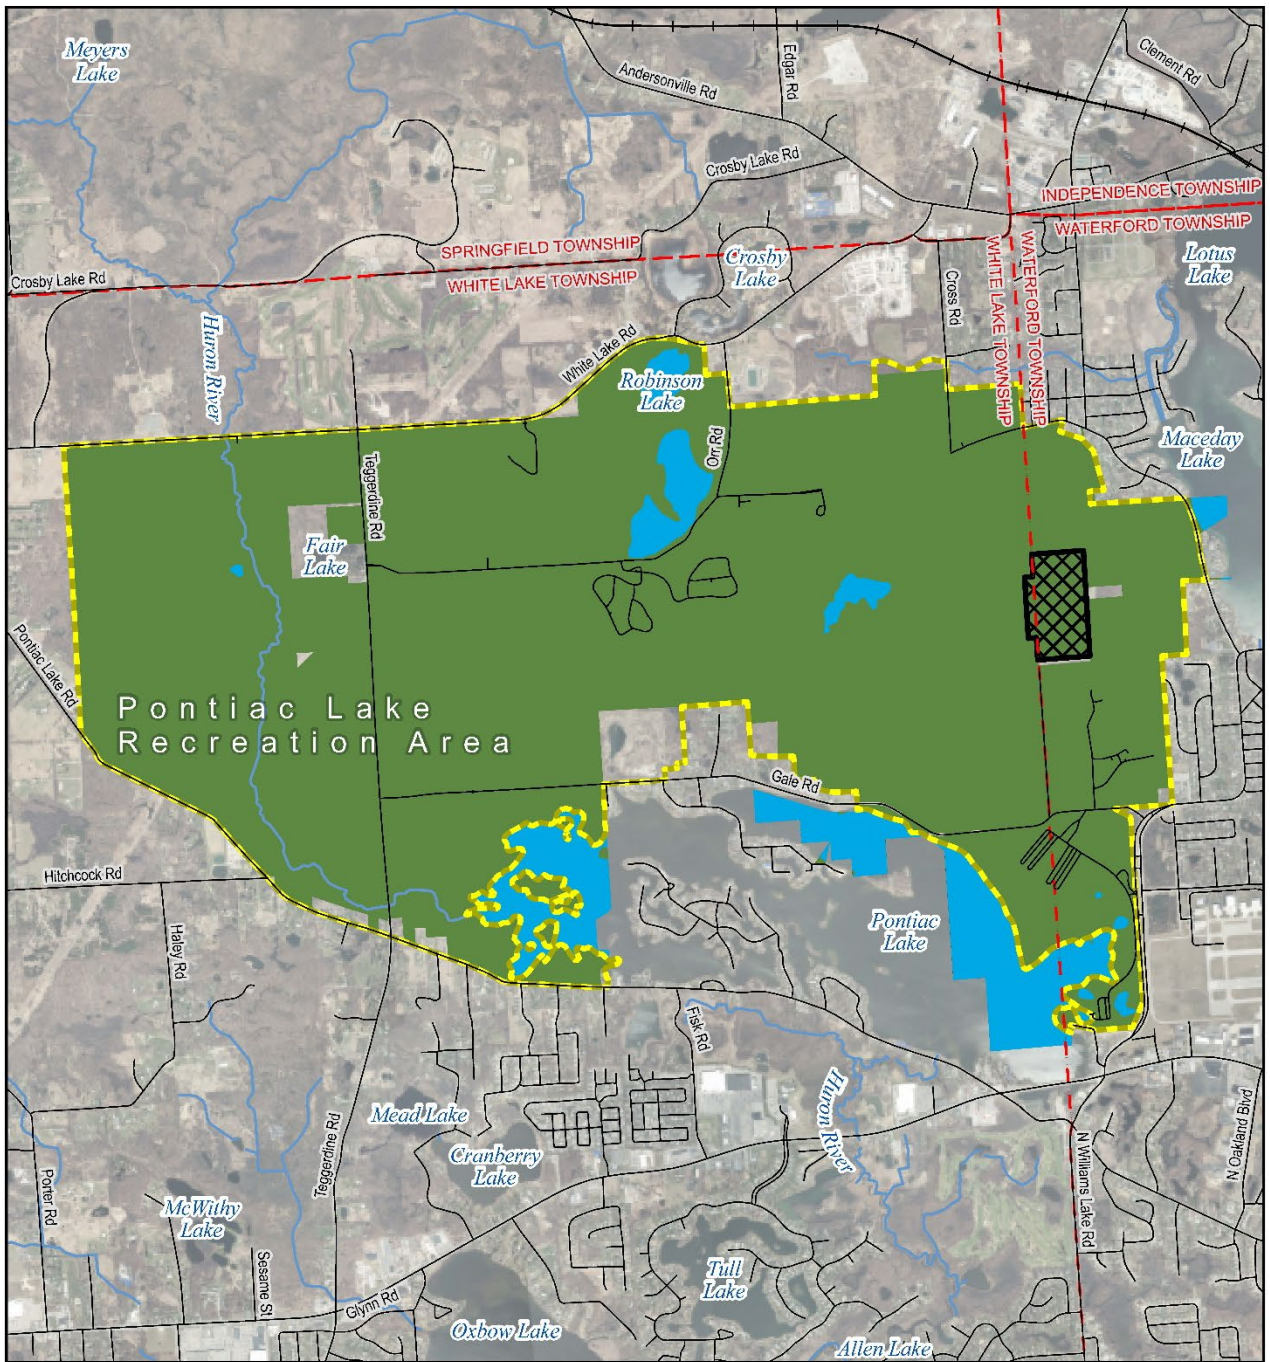 Meyers
Lake
Andersonville Rd
Edgar Rd
Clement Rd
Crosby Lake Rd
INDEPENDENCE TOWNSHIP
WATERFORD TOWNSHIP
SPRINGFIELD TOWNSHIP
WHITE LAKE TOWNSHIP
Crosby
Lake
Lotus
Lake
Crosby Lake Rd
Huron River
Cross Rd
WHITE LAKE TOWNSHIP
WATERFORD TOWNSHIP
White Lake Rd
Robinson
Lake
Orr Rd
Maceday
Lake
Teggerdine Rd
Fair
Lake
Pontiac Lake Rd
Pontiac Lake
Recreation Area
Gale Rd
Hitchcock Rd
Haley Rd
Pontiac
Lake
Fisk Rd
Huron River
Mead Lake
Cranberry
Lake
Teggerdine Rd
Porter Rd
McWithy
Lake
N Williams Lake Rd
N Oakland Blvd
Sesame St
Glynn Rd
Tull
Lake
Oxbow Lake
Allen Lake